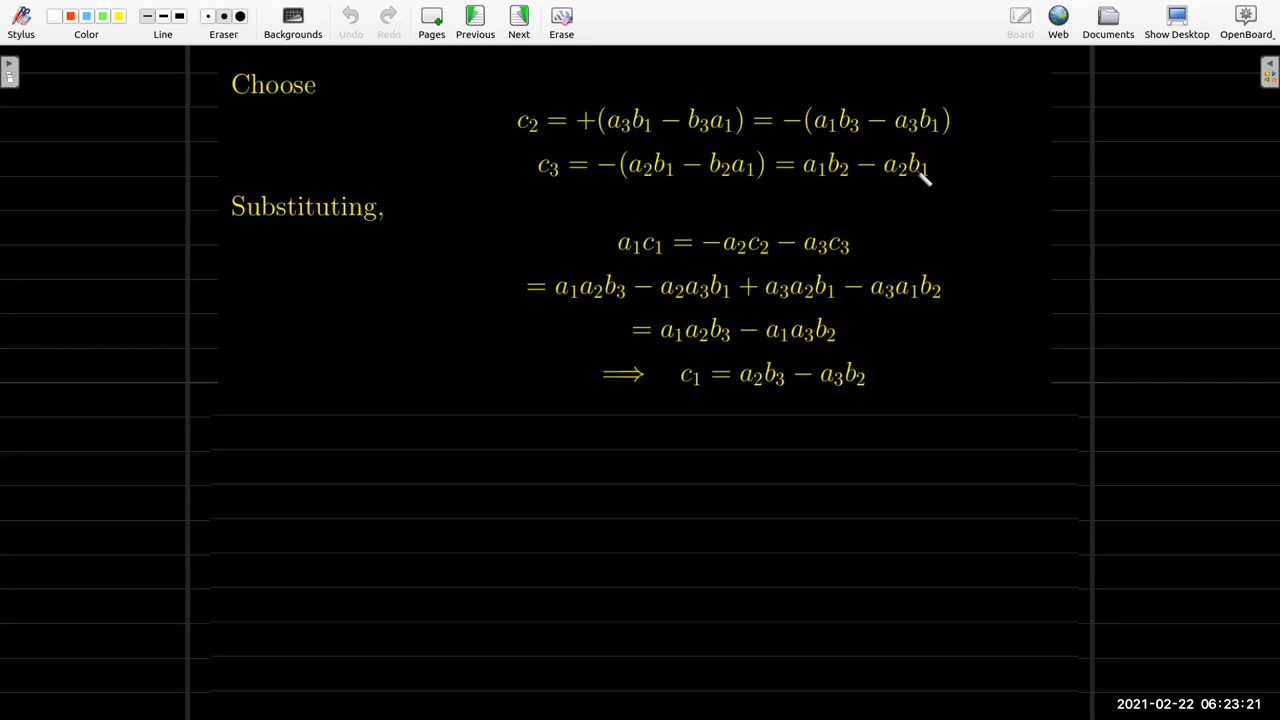 Stylus Color Line Eraser Backgrounds Undo Redo Pages Previous Next Erase Board Web Documents Show Desktop OpenBoard
Choose
c₂ = +(a₃b₁ − b₃a₁) = −(a₁b₃ − a₃b₁)
c₃ = −(a₂b₁ − b₂a₁) = a₁b₂ − a₂b₁
Substituting,
a₁c₁ = −a₂c₂ − a₃c₃
= a₁a₂b₃ − a₂a₃b₁ + a₃a₂b₁ − a₃a₁b₂
= a₁a₂b₃ − a₁a₃b₂
⟹ c₁ = a₂b₃ − a₃b₂
2021-02-22 06:23:21